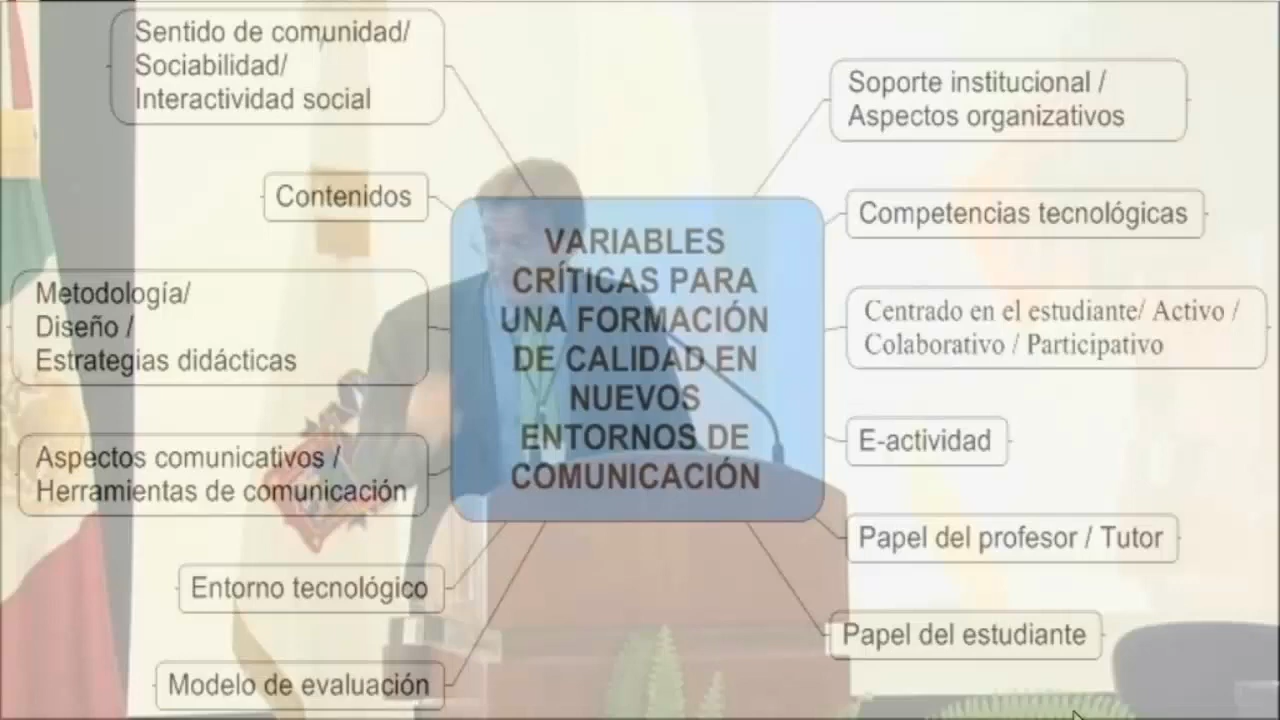 Sentido de comunidad/
Sociabilidad/
Interactividad social
Contenidos
Metodología/
Diseño /
Estrategias didácticas
Aspectos comunicativos /
Herramientas de comunicación
Entorno tecnológico
Modelo de evaluación
VARIABLES
CRÍTICAS PARA
UNA FORMACIÓN
DE CALIDAD EN
NUEVOS
ENTORNOS DE
COMUNICACIÓN
Soporte institucional /
Aspectos organizativos
Competencias tecnológicas
Centrado en el estudiante/ Activo /
Colaborativo / Participativo
E-actividad
Papel del profesor / Tutor
Papel del estudiante